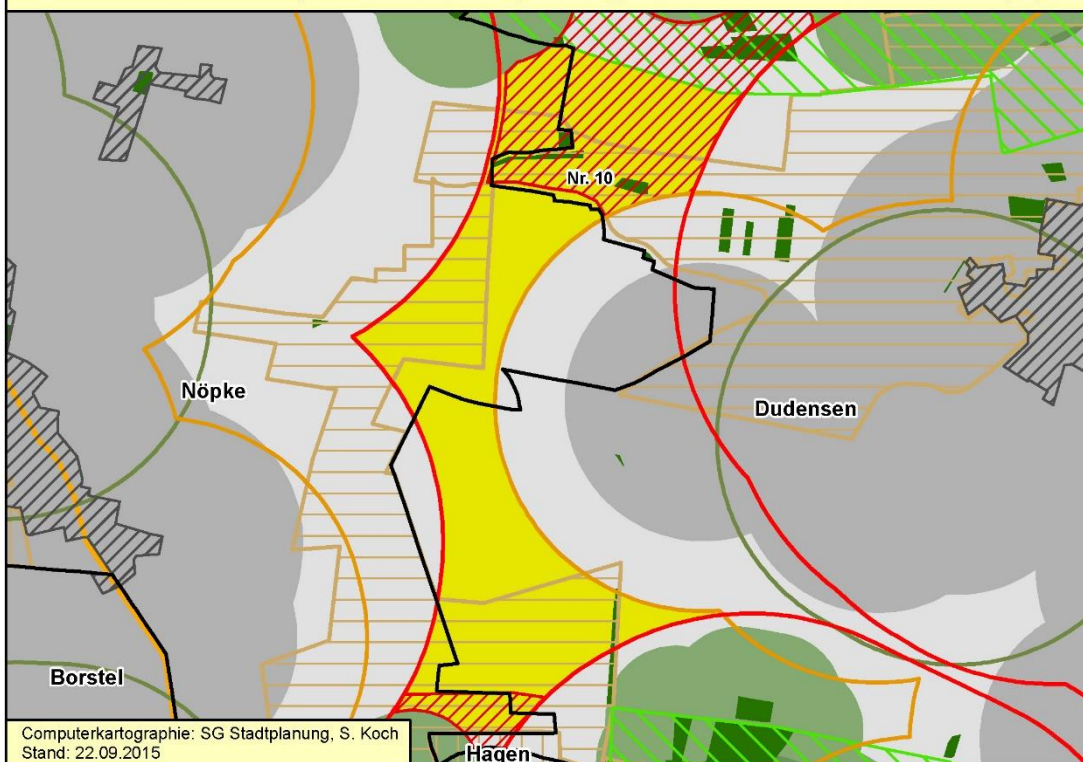 Nr. 10
Nöpke
Dudensen
Borstel
Computerkartographie: SG Stadtplanung, S. Koch
Stand: 22.09.2015
Hagen